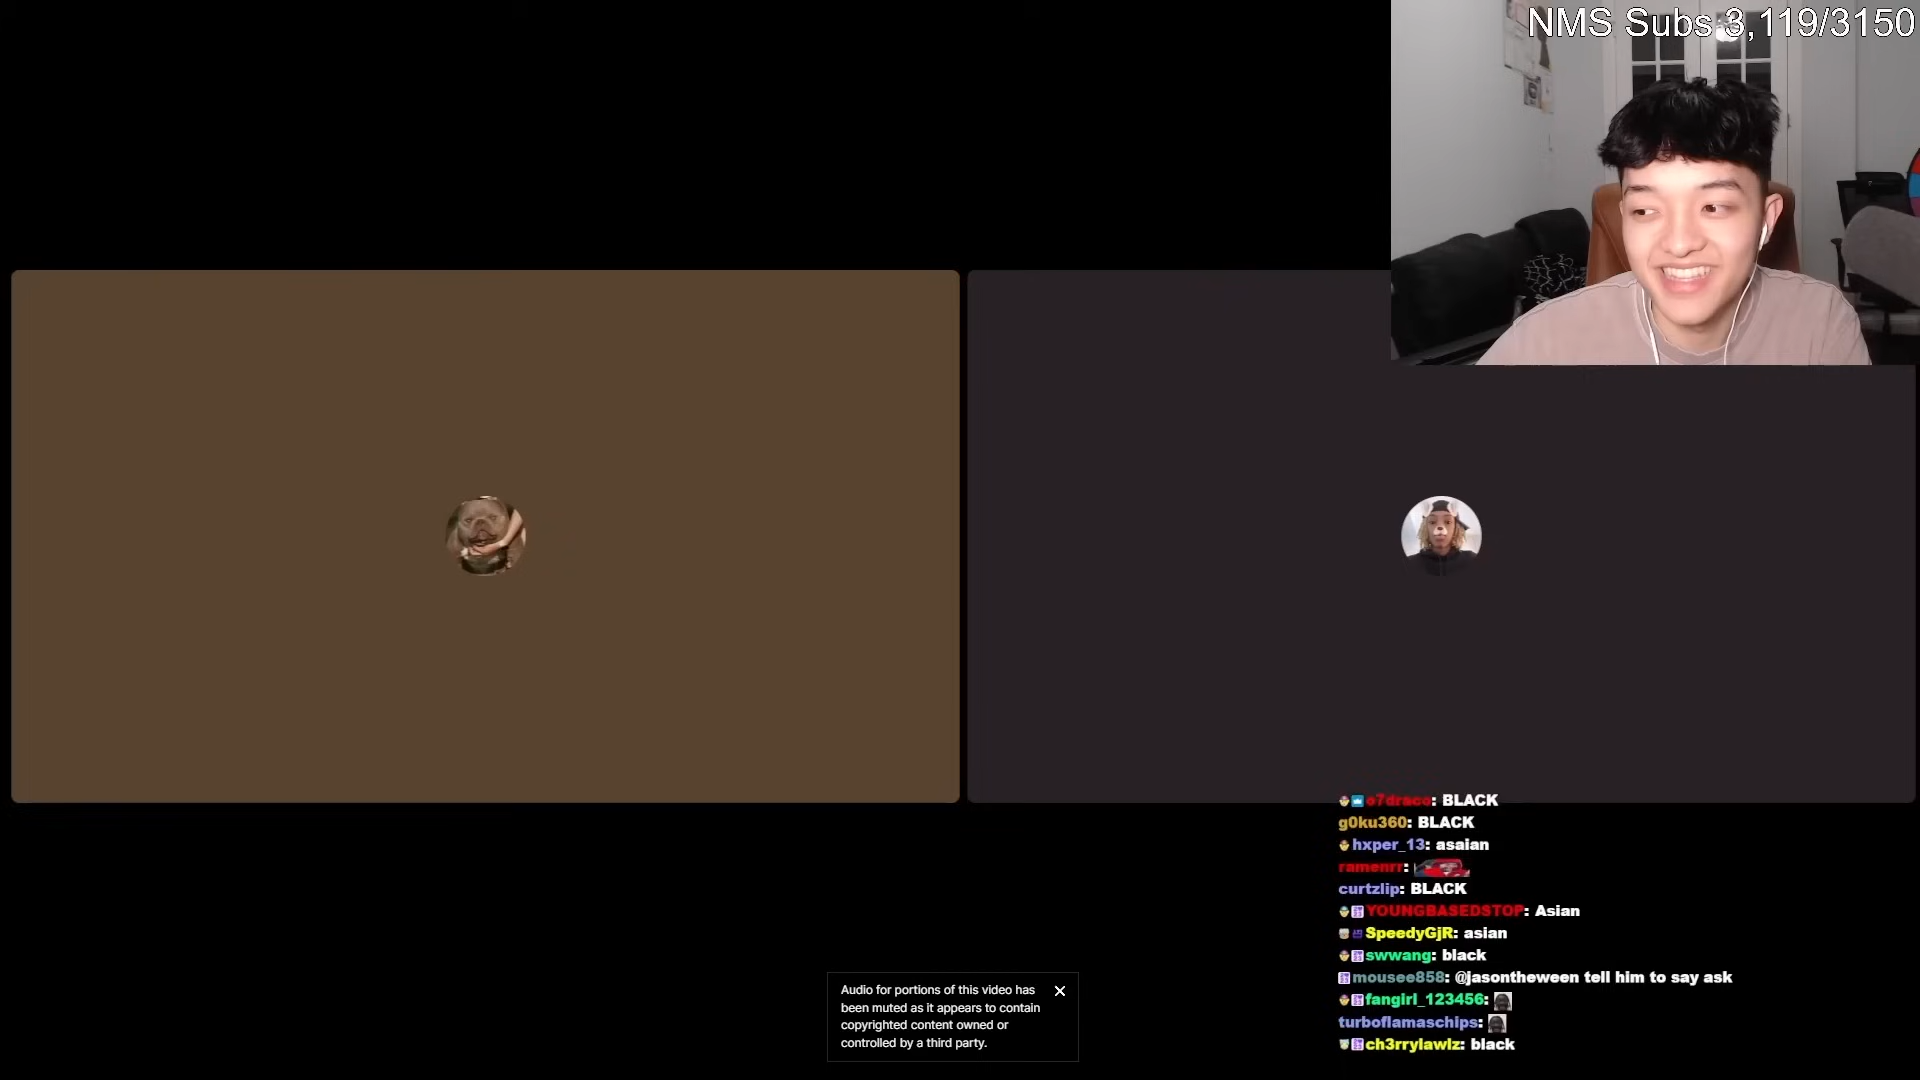 NMS Subs 3,119/3150
o7draco: BLACK
g0ku360: BLACK
hxper_13: asaian
ramenrr:
curtzlip: BLACK
YOUNGBASEDSTOP: Asian
SpeedyGjR: asian
swwang: black
mousee858: @jasontheween tell him to say ask
fangirl_123456:
turboflamaschips:
ch3rrylawlz: black
Audio for portions of this video has
been muted as it appears to contain
copyrighted content owned or
controlled by a third party.